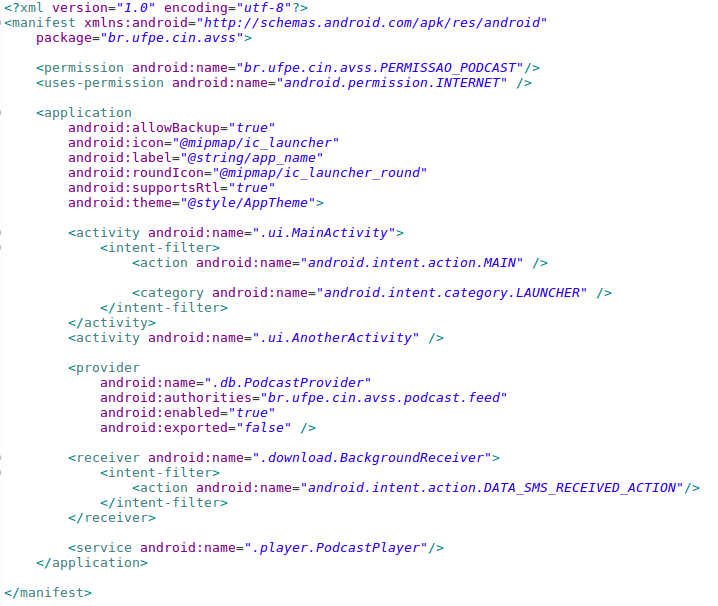 <?xml version="1.0" encoding="utf-8"?>
<manifest xmlns:android="http://schemas.android.com/apk/res/android"
    package="br.ufpe.cin.avss">

    <permission android:name="br.ufpe.cin.avss.PERMISSAO_PODCAST"/>
    <uses-permission android:name="android.permission.INTERNET" />

    <application
        android:allowBackup="true"
        android:icon="@mipmap/ic_launcher"
        android:label="@string/app_name"
        android:roundIcon="@mipmap/ic_launcher_round"
        android:supportsRtl="true"
        android:theme="@style/AppTheme">

        <activity android:name=".ui.MainActivity">
            <intent-filter>
                <action android:name="android.intent.action.MAIN" />

                <category android:name="android.intent.category.LAUNCHER" />
            </intent-filter>
        </activity>
        <activity android:name=".ui.AnotherActivity" />

        <provider
            android:name=".db.PodcastProvider"
            android:authorities="br.ufpe.cin.avss.podcast.feed"
            android:enabled="true"
            android:exported="false" />

        <receiver android:name=".download.BackgroundReceiver">
            <intent-filter>
                <action android:name="android.intent.action.DATA_SMS_RECEIVED_ACTION"/>
            </intent-filter>
        </receiver>

        <service android:name=".player.PodcastPlayer"/>
    </application>

</manifest>